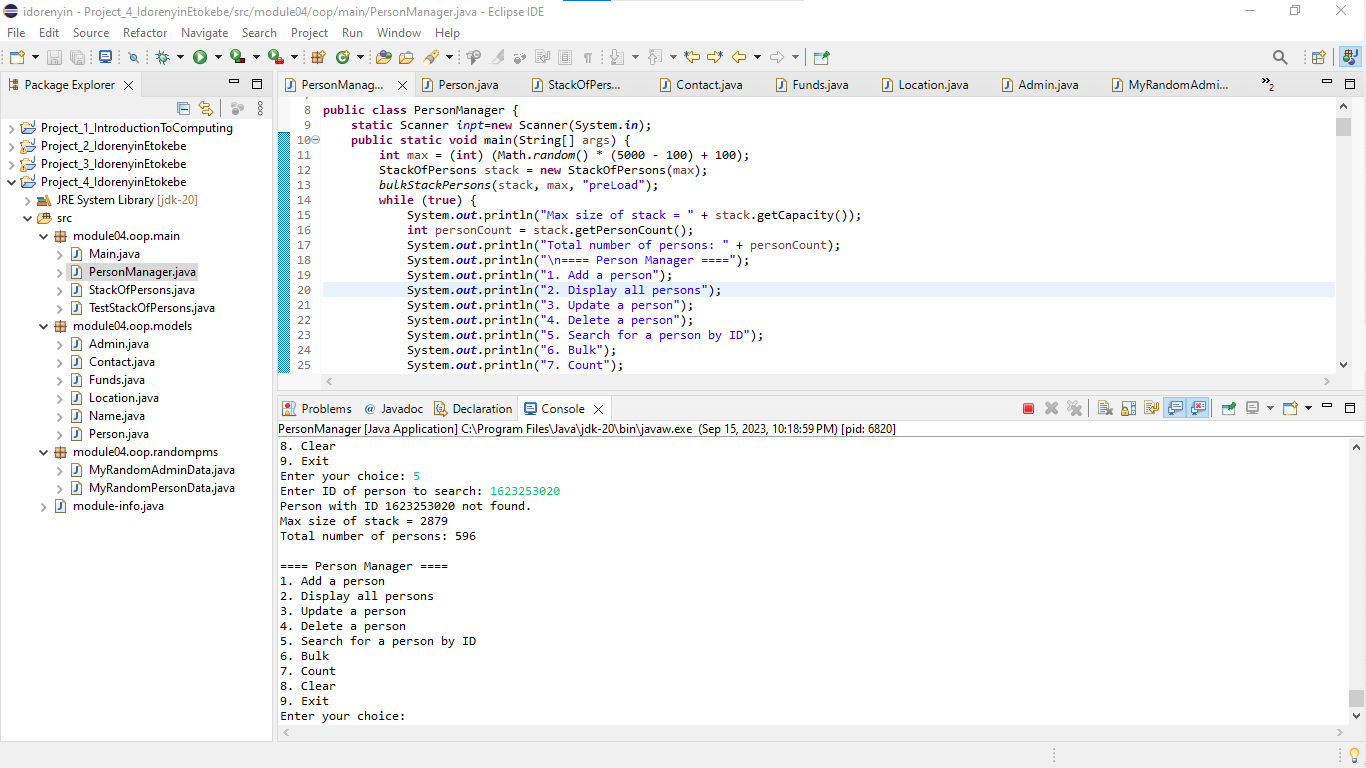 idorenyin - Project_4_IdorenyinEtokebe/src/module04/oop/main/PersonManager.java - Eclipse IDE
File Edit Source Refactor Navigate Search Project Run Window Help
Package Explorer
Project_1_IntroductionToComputing
Project_2_IdorenyinEtokebe
Project_3_IdorenyinEtokebe
Project_4_IdorenyinEtokebe
JRE System Library [jdk-20]
src
module04.oop.main
Main.java
PersonManager.java
StackOfPersons.java
TestStackOfPersons.java
module04.oop.models
Admin.java
Contact.java
Funds.java
Location.java
Name.java
Person.java
module04.oop.randompms
MyRandomAdminData.java
MyRandomPersonData.java
module-info.java
PersonManag... Person.java StackOfPers... Contact.java Funds.java Location.java Admin.java MyRandomAdmi... »2
8 public class PersonManager {
9 static Scanner inpt=new Scanner(System.in);
10 public static void main(String[] args) {
11 int max = (int) (Math.random() * (5000 - 100) + 100);
12 StackOfPersons stack = new StackOfPersons(max);
13 bulkStackPersons(stack, max, "preLoad");
14 while (true) {
15 System.out.println("Max size of stack = " + stack.getCapacity());
16 int personCount = stack.getPersonCount();
17 System.out.println("Total number of persons: " + personCount);
18 System.out.println("\n==== Person Manager ====");
19 System.out.println("1. Add a person");
20 System.out.println("2. Display all persons");
21 System.out.println("3. Update a person");
22 System.out.println("4. Delete a person");
23 System.out.println("5. Search for a person by ID");
24 System.out.println("6. Bulk");
25 System.out.println("7. Count");
Problems @ Javadoc Declaration Console
PersonManager [Java Application] C:\Program Files\Java\jdk-20\bin\javaw.exe (Sep 15, 2023, 10:18:59 PM) [pid: 6820]
8. Clear
9. Exit
Enter your choice: 5
Enter ID of person to search: 1623253020
Person with ID 1623253020 not found.
Max size of stack = 2879
Total number of persons: 596
==== Person Manager ====
1. Add a person
2. Display all persons
3. Update a person
4. Delete a person
5. Search for a person by ID
6. Bulk
7. Count
8. Clear
9. Exit
Enter your choice: